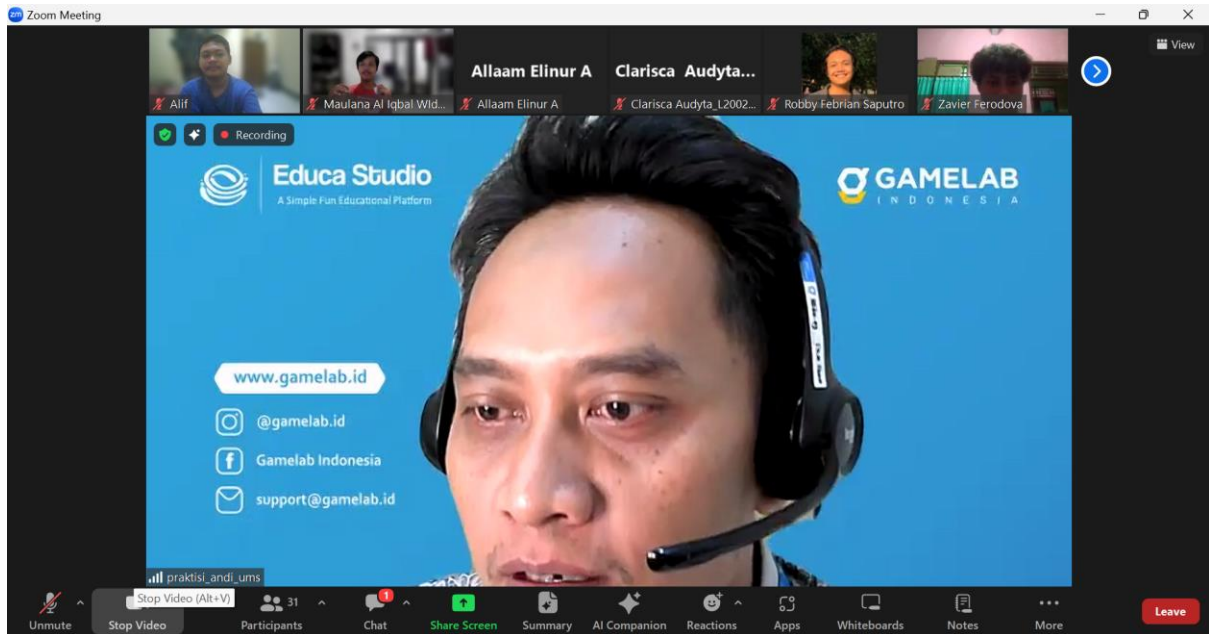 zm Zoom Meeting
View
Allaam Elinur A
Clarisca Audyta...
Alif
Maulana Al Iqbal WId...
Allaam Elinur A
Clarisca Audyta_L2002...
Robby Febrian Saputro
Zavier Ferodova
Recording
Educa Studio
A Simple Fun Educational Platform
GAMELAB
INDONESIA
www.gamelab.id
@gamelab.id
Gamelab Indonesia
support@gamelab.id
praktisi_andi_ums
Stop Video (Alt+V)
31
1
Unmute
Stop Video
Participants
Chat
Share Screen
Summary
AI Companion
Reactions
Apps
Whiteboards
Notes
More
Leave